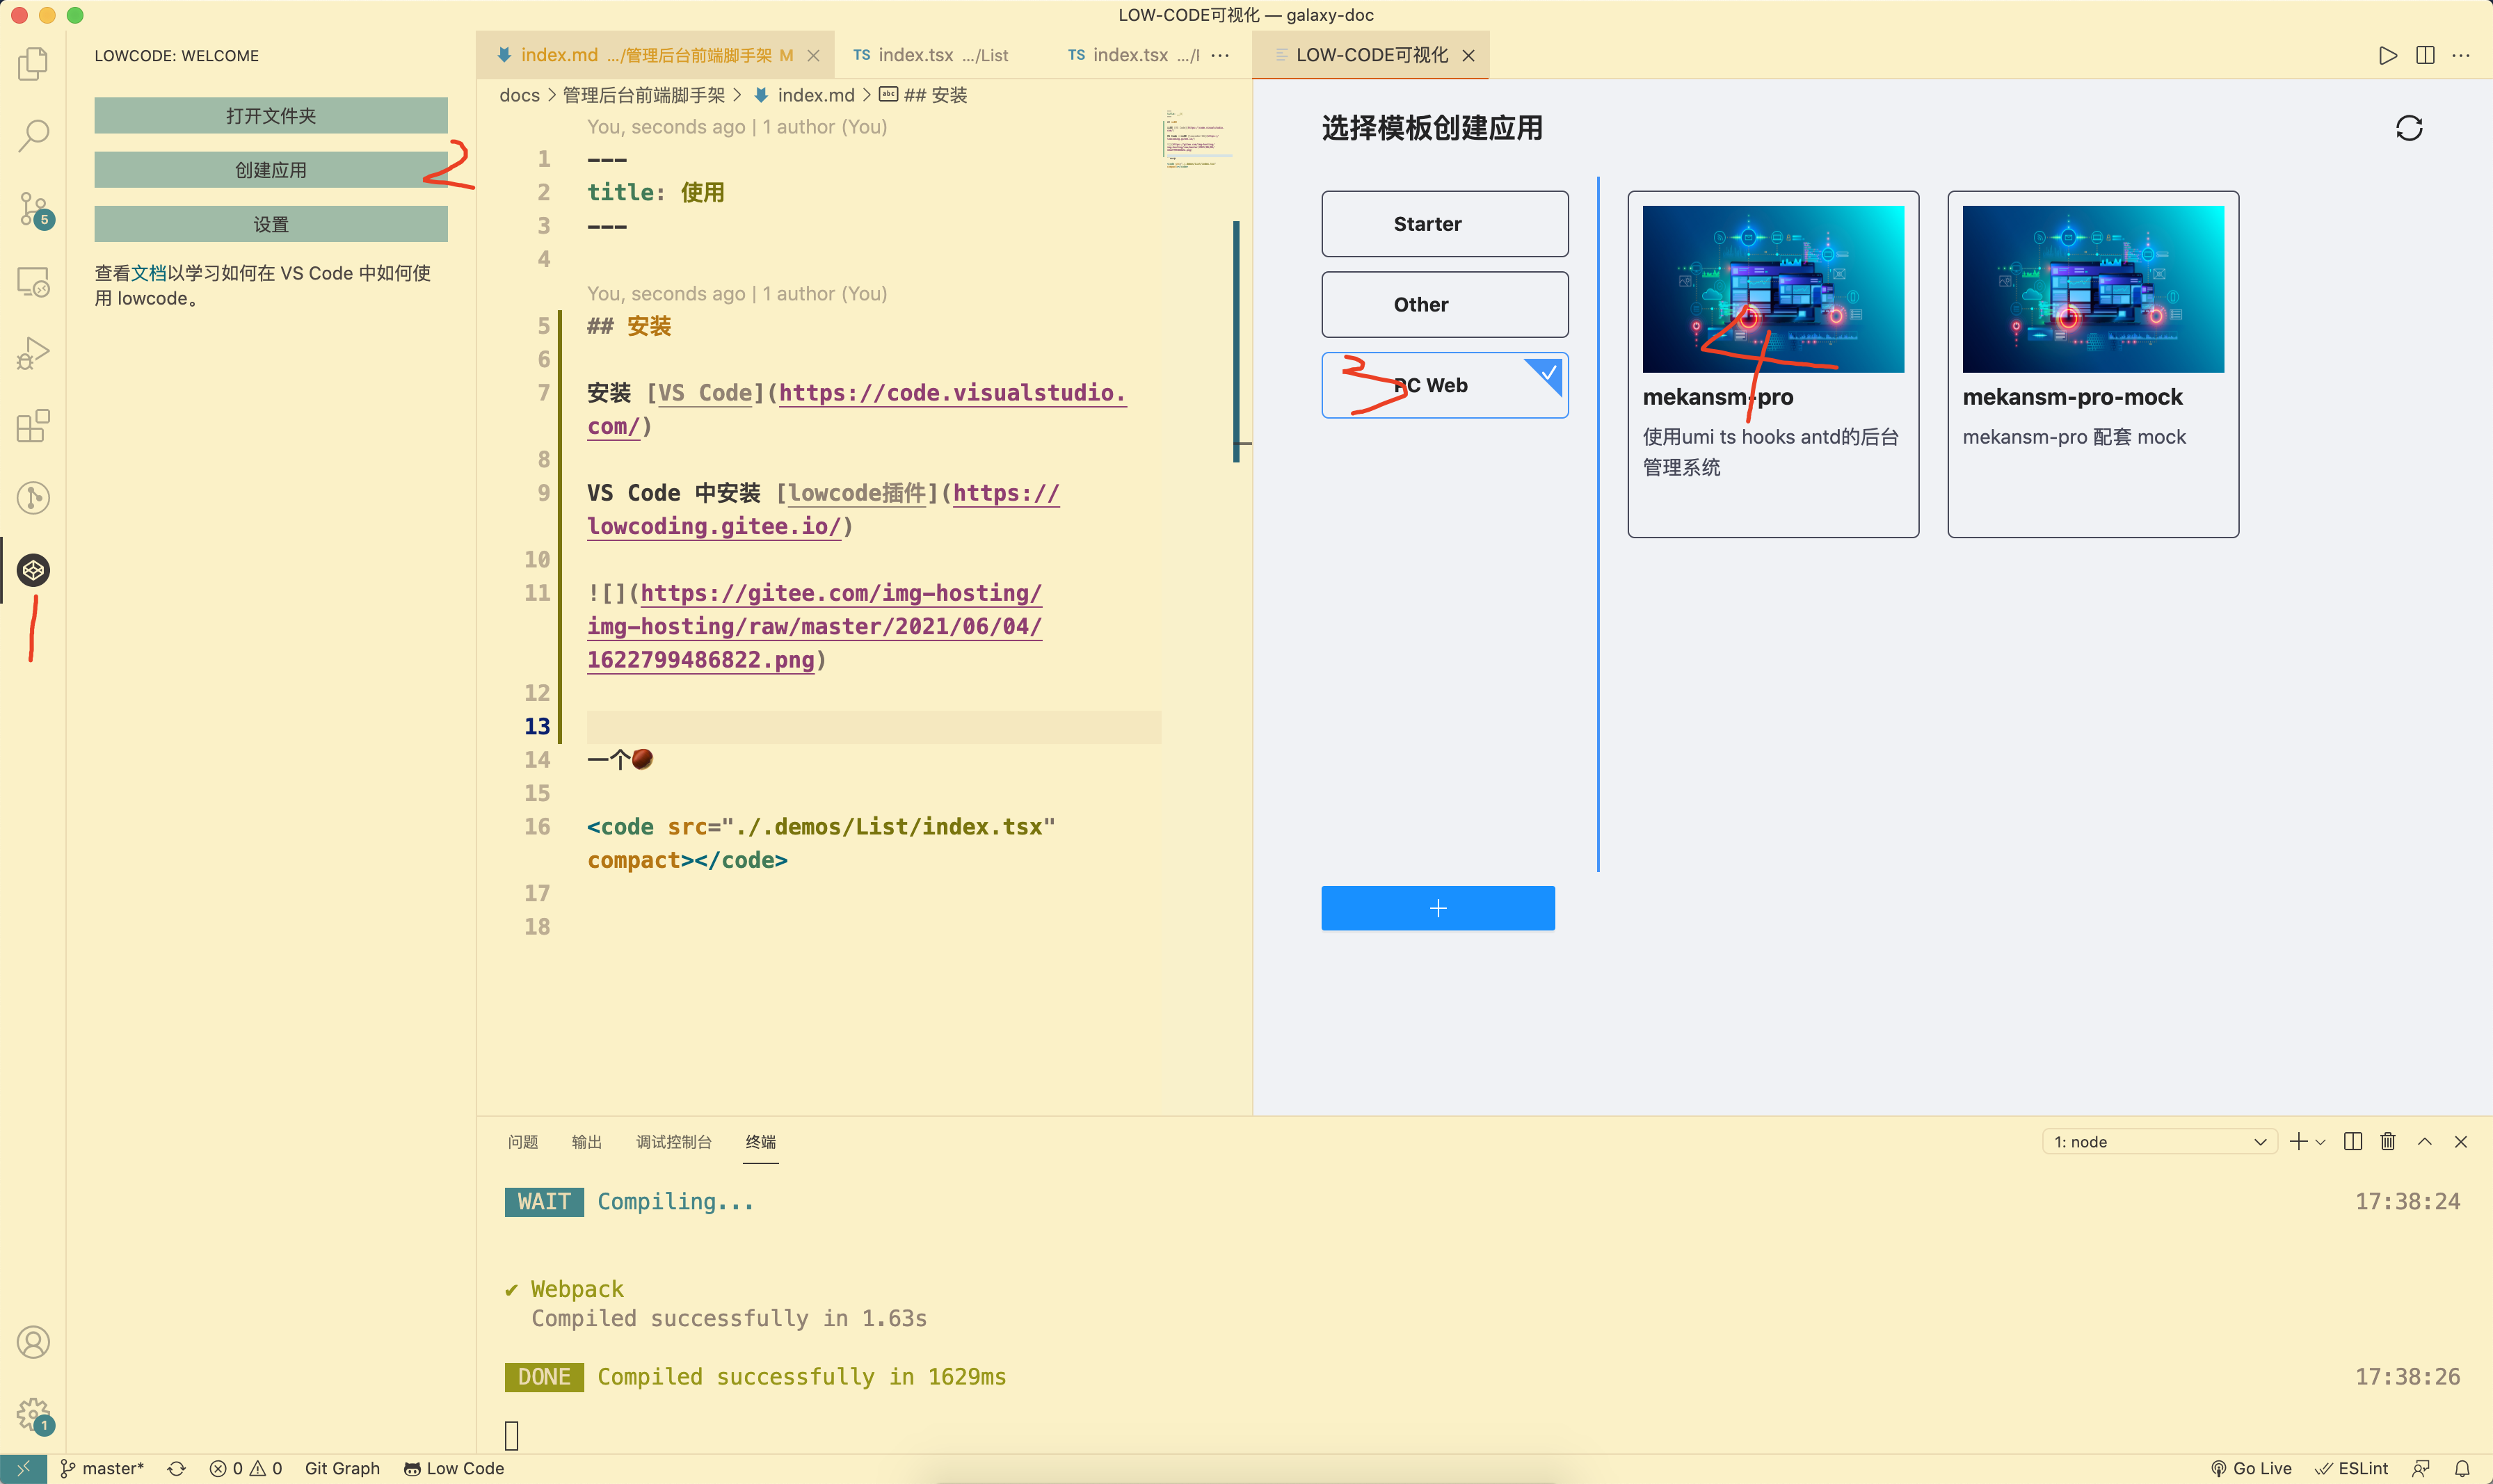 LOW-CODE可视化 — galaxy-doc
LOWCODE: WELCOME
打开文件夹
创建应用
设置
查看文档以学习如何在 VS Code 中如何使
用 lowcode。
5
1
1
2
index.md .../管理后台前端脚手架 M
TS index.tsx .../List
TS index.tsx .../l
docs > 管理后台前端脚手架 > index.md > abc ## 安装
You, seconds ago | 1 author (You)
1 ---
2 title: 使用
3 ---
4
You, seconds ago | 1 author (You)
5 ## 安装
6
7 安装 [VS Code](https://code.visualstudio.
com/)
8
9 VS Code 中安装 [lowcode插件](https://
lowcoding.gitee.io/)
10
11 ![](https://gitee.com/img-hosting/
img-hosting/raw/master/2021/06/04/
1622799486822.png)
12
13
14 一个🌰
15
16 <code src="./.demos/List/index.tsx"
compact></code>
17
18
LOW-CODE可视化
选择模板创建应用
Starter
Other
3
PC Web
+
4
mekansm-pro
使用umi ts hooks antd的后台
管理系统
mekansm-pro-mock
mekansm-pro 配套 mock
问题 输出 调试控制台 终端
1: node
WAIT Compiling... 17:38:24
✔ Webpack
Compiled successfully in 1.63s
DONE Compiled successfully in 1629ms 17:38:26
master* 0 0 Git Graph Low Code
Go Live ESLint